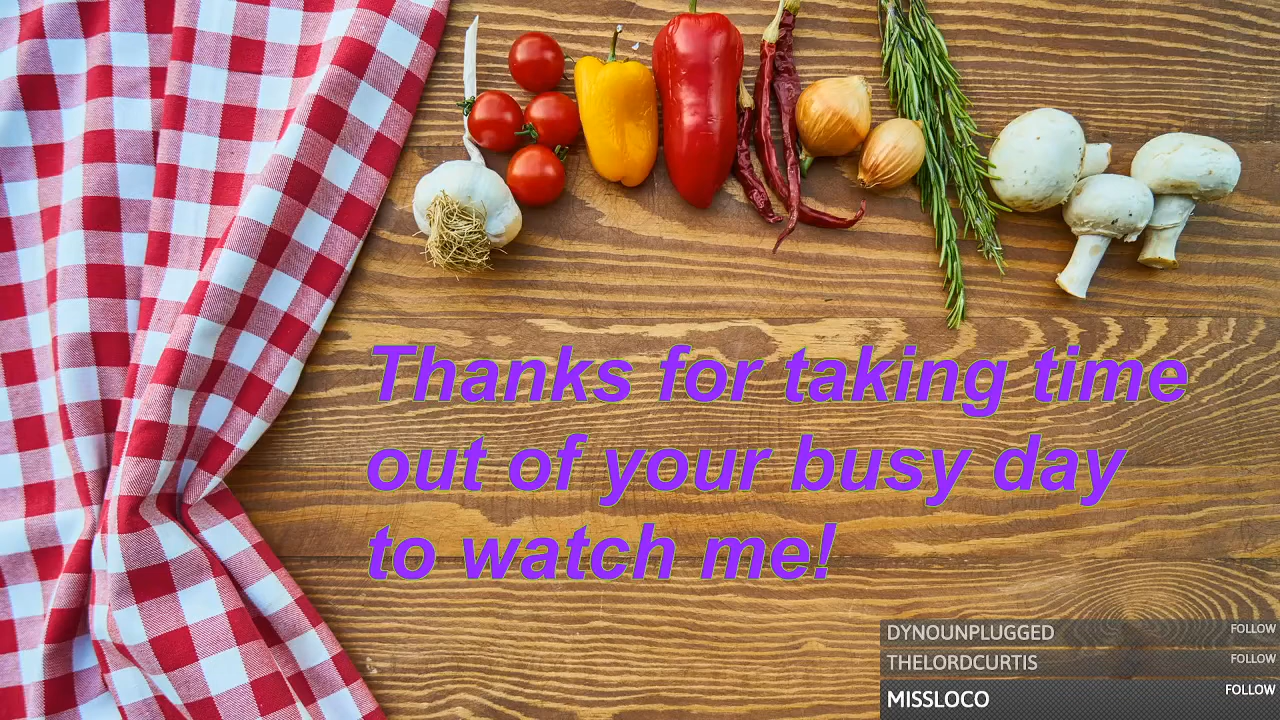 Thanks for taking time
out of your busy day
to watch me!
DYNOUNPLUGGED FOLLOW
THELORDCURTIS FOLLOW
MISSLOCO FOLLOW